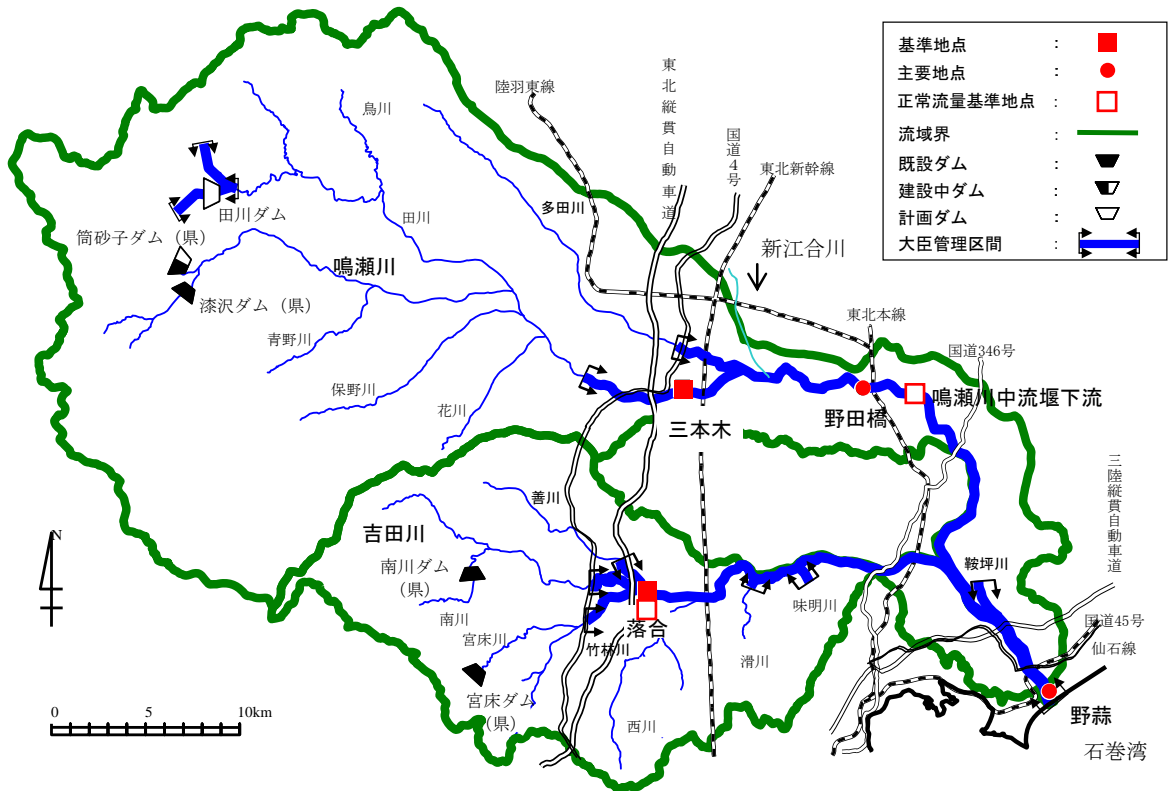 基準地点 :
主要地点 :
正常流量基準地点 :
流域界 :
既設ダム :
建設中ダム :
計画ダム :
大臣管理区間 :
東北縦貫自動車道
陸羽東線
鳥川
国道4号
東北新幹線
多田川
田川
田川ダム
筒砂子ダム（県）
新江合川
鳴瀬川
漆沢ダム（県）
東北本線
青野川
国道346号
保野川
花川
鳴瀬川中流堰下流
野田橋
三本木
三陸縦貫自動車道
善川
吉田川
N
南川ダム
（県）
鞍坪川
味明川
南川
宮床川
落合
国道45号
竹林川
仙石線
滑川
宮床ダム
（県）
西川
野蒜
石巻湾
0 5 10km